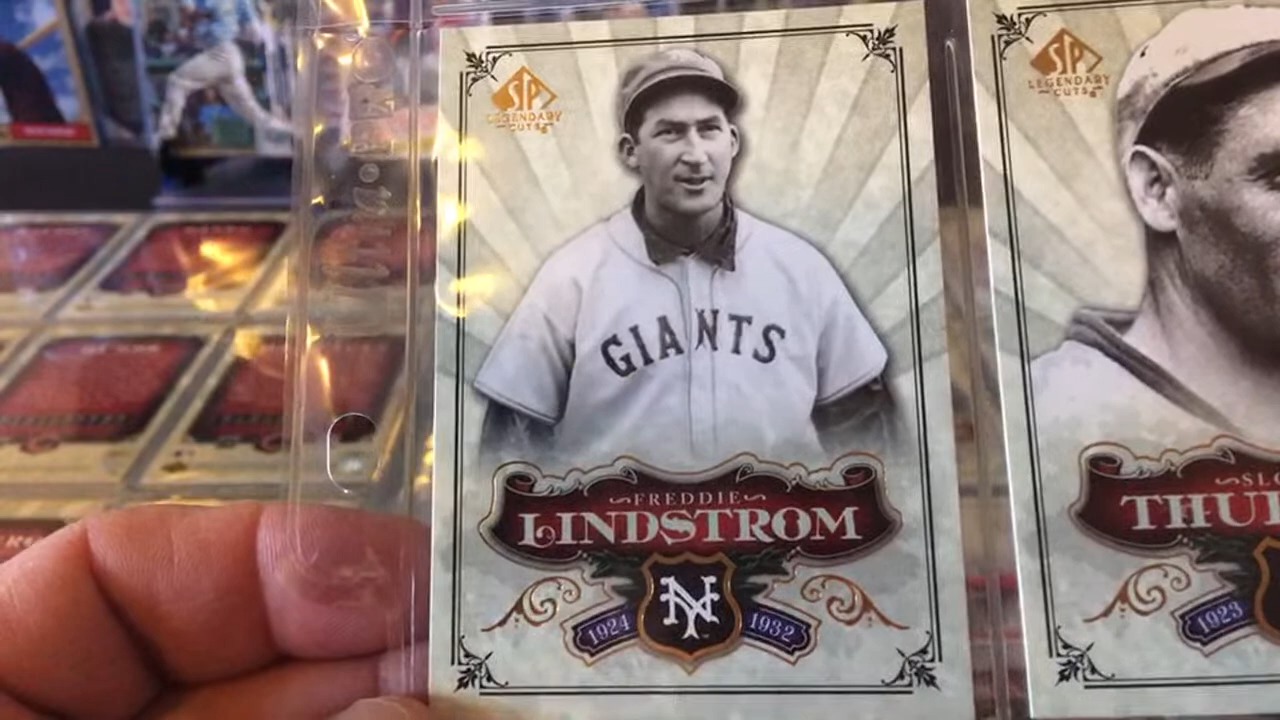 SP
LEGENDARY
CUTS
GIANTS
FREDDIE
LINDSTROM
NY
1924
1932
SP
LEGENDARY
CUTS
1923